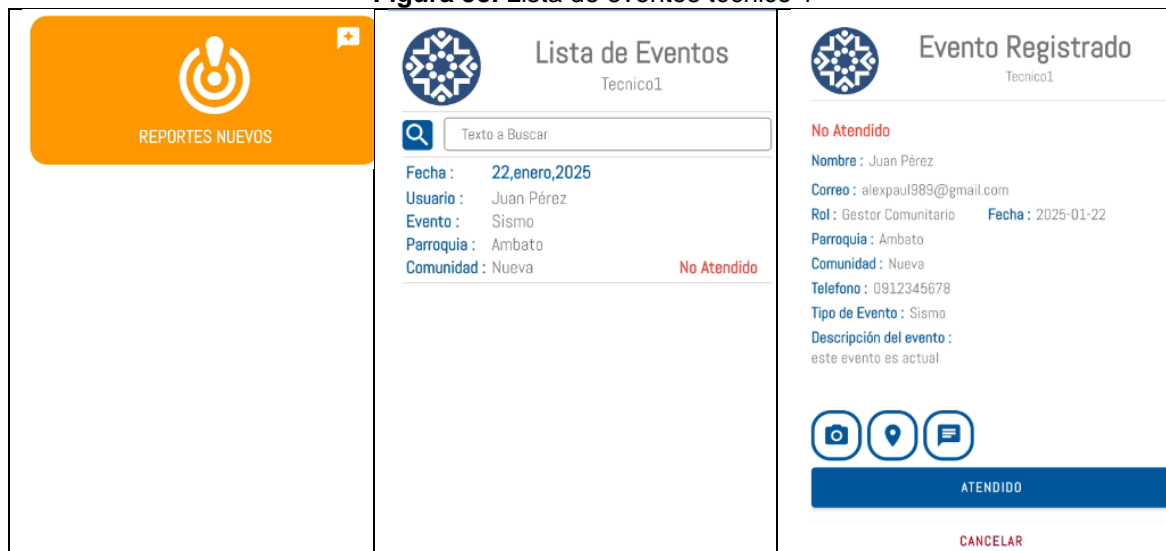 Lista de eventos técnico 1
REPORTES NUEVOS
Lista de Eventos
Tecnico1
Texto a Buscar
Fecha : 22,enero,2025
Usuario : Juan Pérez
Evento : Sismo
Parroquia : Ambato
Comunidad : Nueva No Atendido
Evento Registrado
Tecnico1
No Atendido
Nombre : Juan Pérez
Correo : alexpaul989@gmail.com
Rol : Gestor Comunitario Fecha : 2025-01-22
Parroquia : Ambato
Comunidad : Nueva
Telefono : 0912345678
Tipo de Evento : Sismo
Descripción del evento :
este evento es actual
ATENDIDO
CANCELAR